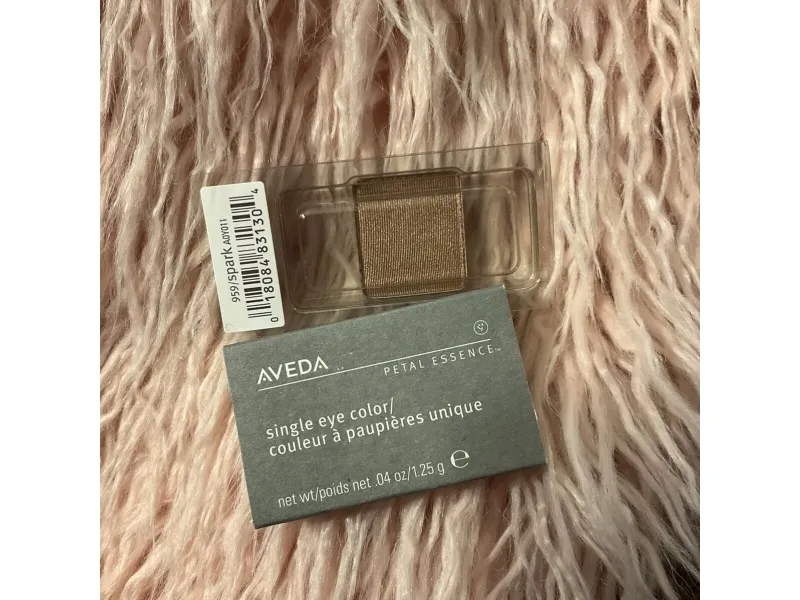 959/spark A0Y011
0 18084 83130 4
AVEDA
PETAL ESSENCE™
single eye color/
couleur à paupières unique
net wt/poids net .04 oz/1.25 g ℮